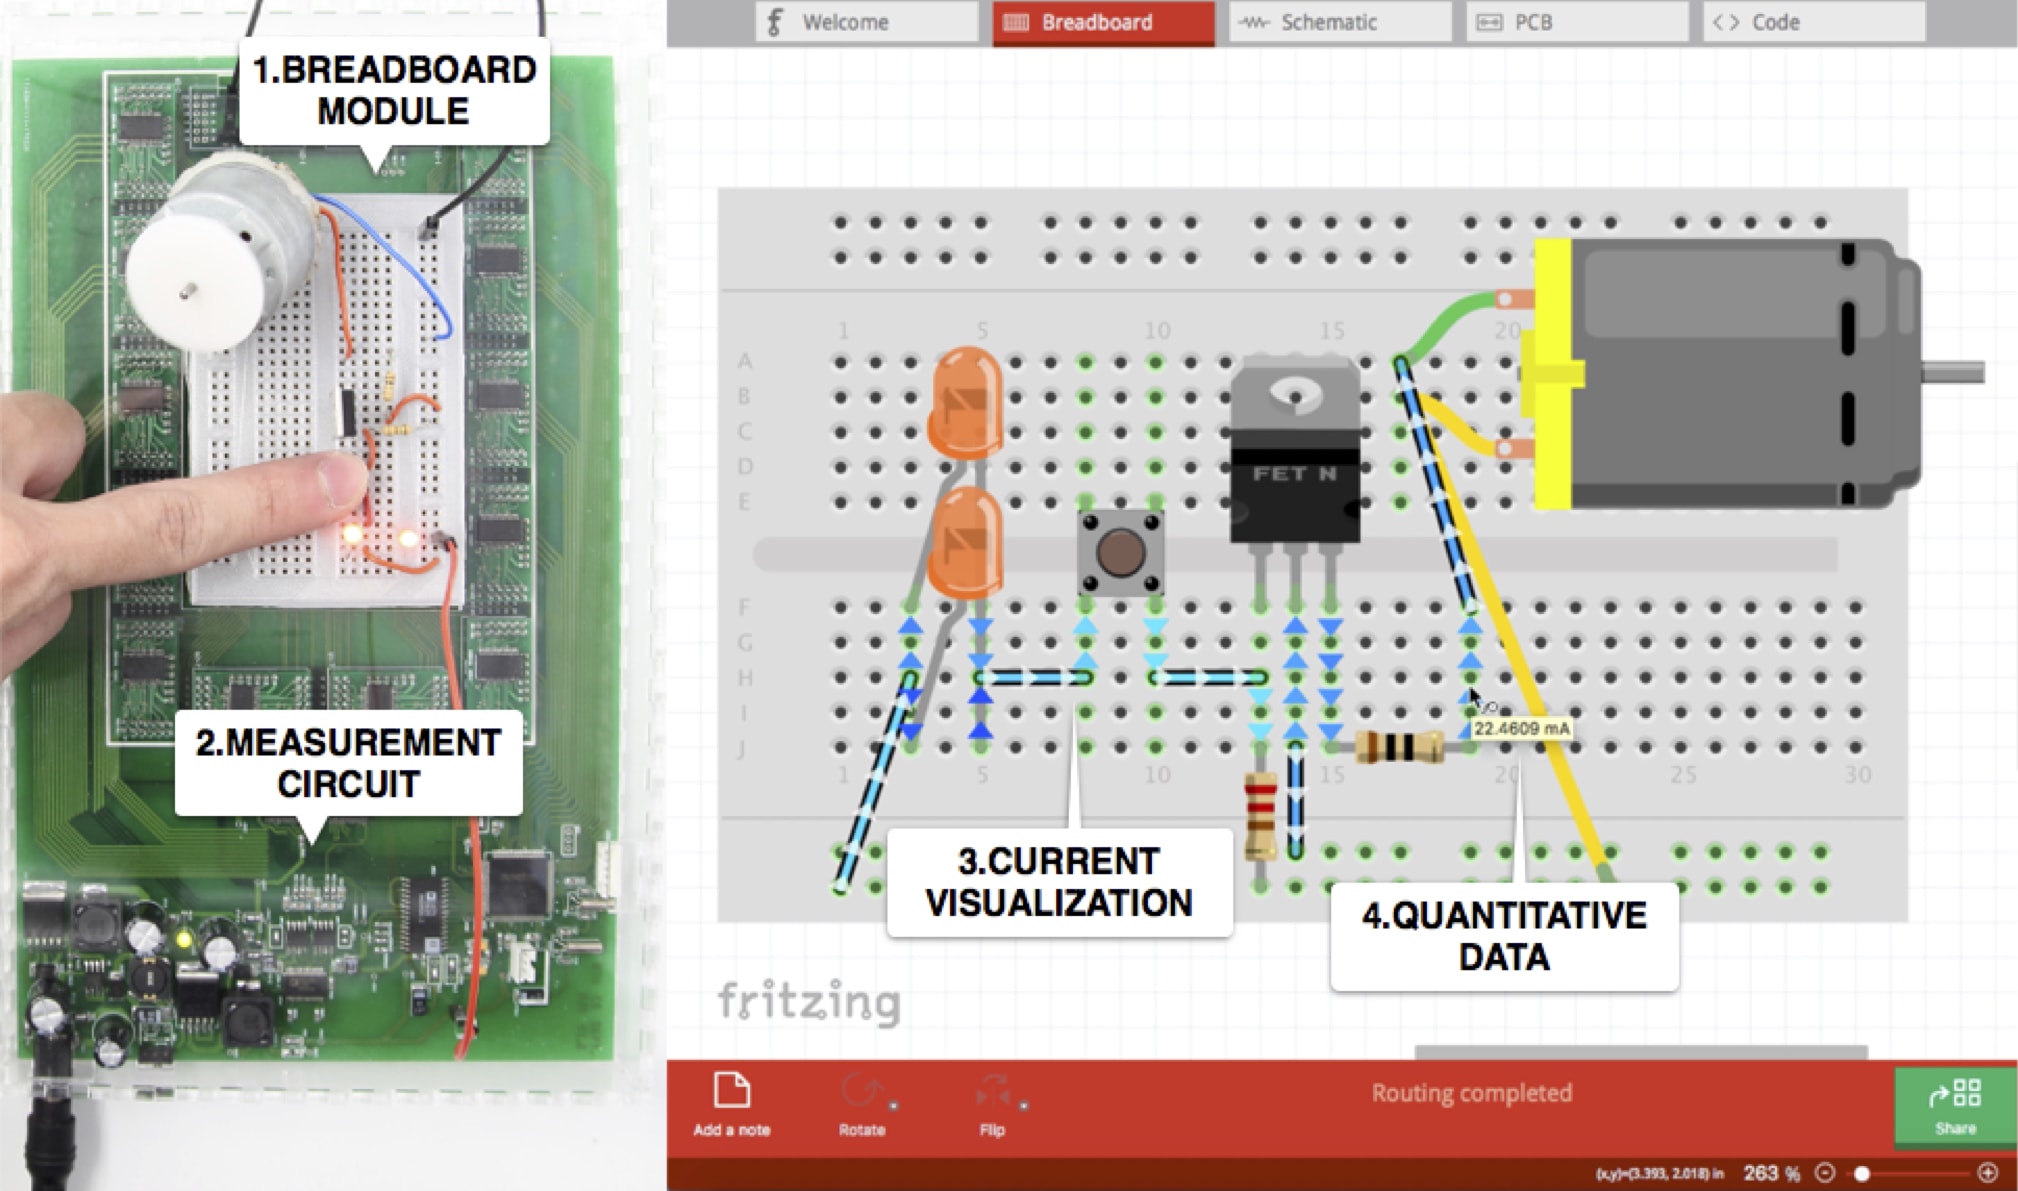 1.BREADBOARD
MODULE
2.MEASUREMENT
CIRCUIT
Welcome
Breadboard
Schematic
PCB
<> Code
1 5 10 15 20
A
B
C
D
E
FET N
F
G
H
I
J
22.4609 mA
1 5 10 15 20 25 30
3.CURRENT
VISUALIZATION
4.QUANTITATIVE
DATA
fritzing
Add a note
Rotate
Flip
Routing completed
Share
(x,y)=(3.393, 2.018) in 263 %